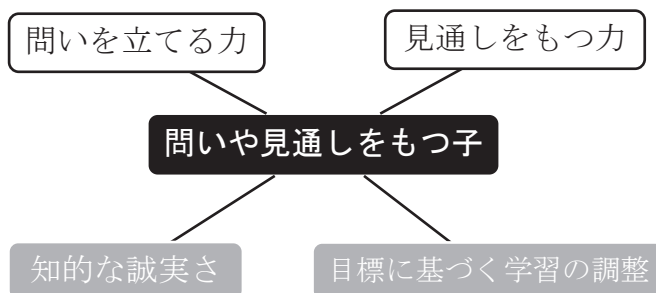 問いを立てる力
見通しをもつ力
問いや見通しをもつ子
知的な誠実さ
目標に基づく学習の調整